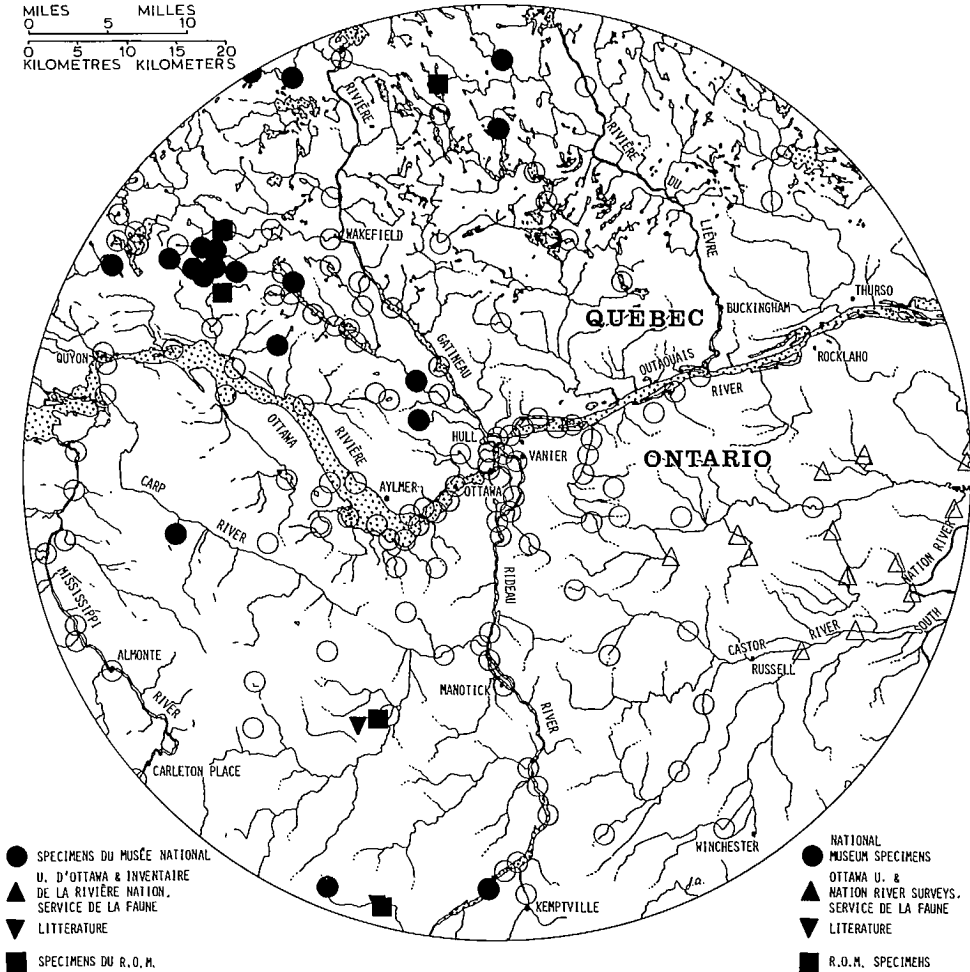 MILES MILLES
0 5 10
0 5 10 15 20
KILOMÈTRES KILOMETERS
RIVIÈRE
RIVIÈRE
DU
LIÈVRE
WAKEFIELD
THURSO
QUÉBEC
BUCKINGHAM
GATINEAU
QUYON
ROCKLAHO
OUTAOUAIS
RIVER
OTTAWA
RIVIÈRE
HULL
VANIER
ONTARIO
AYLMER
OTTAWA
CARP
RIVER
NATION RIVER
MISSISSIPPI
RIDEAU
SOUTH
CASTOR RIVER
RUSSELL
ALMONTE
RIVER
MANOTICK
RIVER
CARLETON PLACE
WINCHESTER
J.a.
KEMPTVILLE
SPECIMENS DU MUSÉE NATIONAL
U. D'OTTAWA & INVENTAIRE
DE LA RIVIÈRE NATION,
SERVICE DE LA FAUNE
LITTERATURE
SPECIMENS DU R.O.M.
NATIONAL
MUSEUM SPECIMENS
OTTAWA U. &
NATION RIVER SURVEYS.
SERVICE DE LA FAUNE
LITERATURE
R.O.M. SPECIMEHS